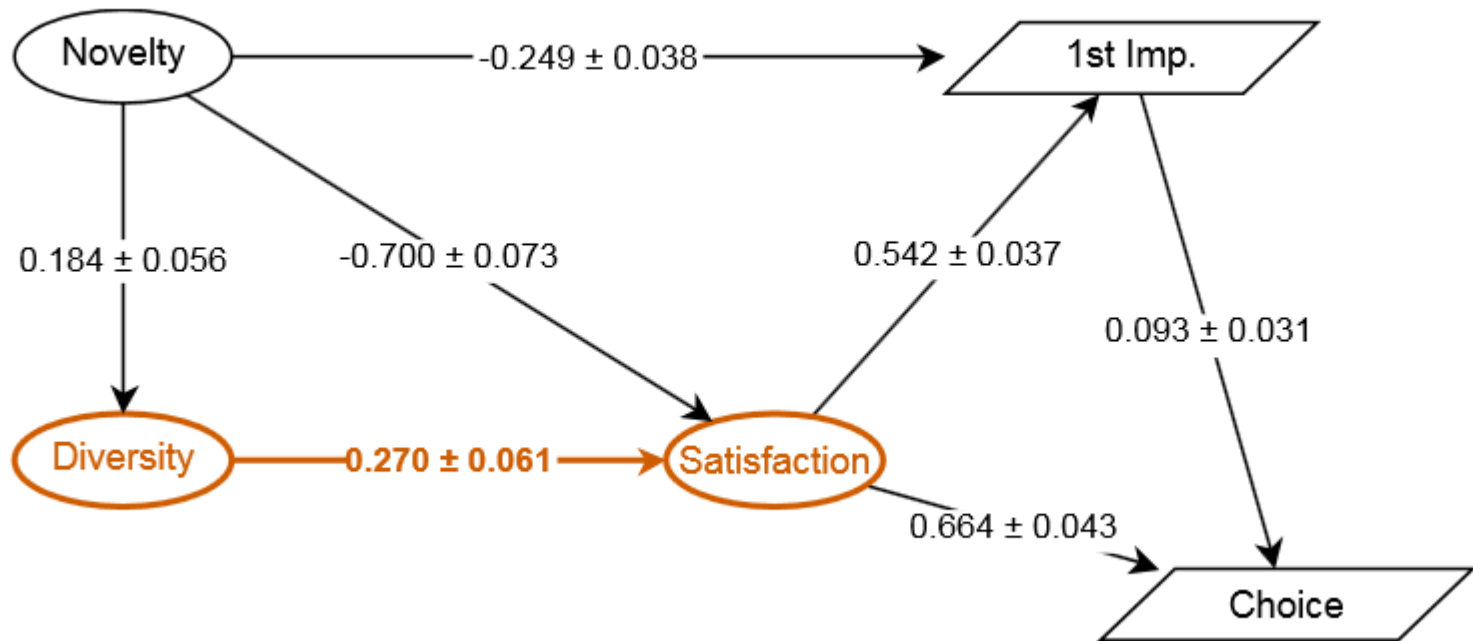 Novelty
-0.249 ± 0.038
1st Imp.
0.184 ± 0.056
-0.700 ± 0.073
0.542 ± 0.037
0.093 ± 0.031
Diversity
0.270 ± 0.061
Satisfaction
0.664 ± 0.043
Choice